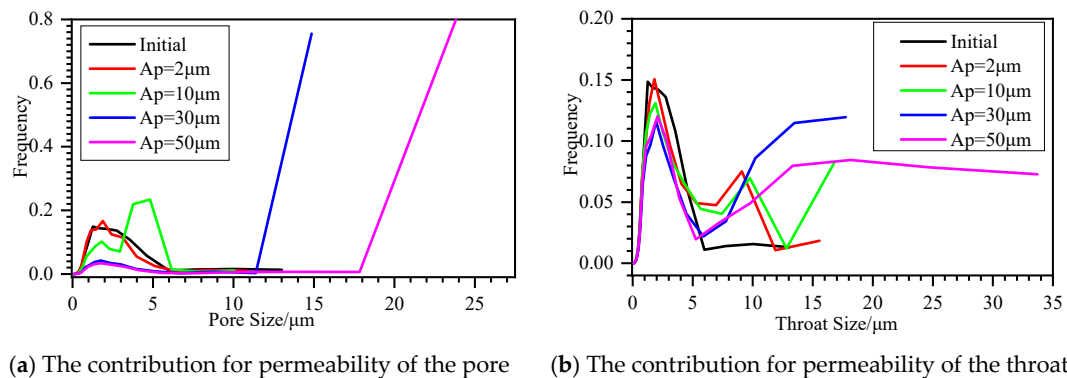 0.8
0.6
0.4
0.2
0.0
Frequency
Initial
Ap=2μm
Ap=10μm
Ap=30μm
Ap=50μm
0 5 10 15 20 25
Pore Size/μm
(a) The contribution for permeability of the pore
0.20
0.15
0.10
0.05
0.00
Frequency
Initial
Ap=2μm
Ap=10μm
Ap=30μm
Ap=50μm
0 5 10 15 20 25 30 35
Throat Size/μm
(b) The contribution for permeability of the throat